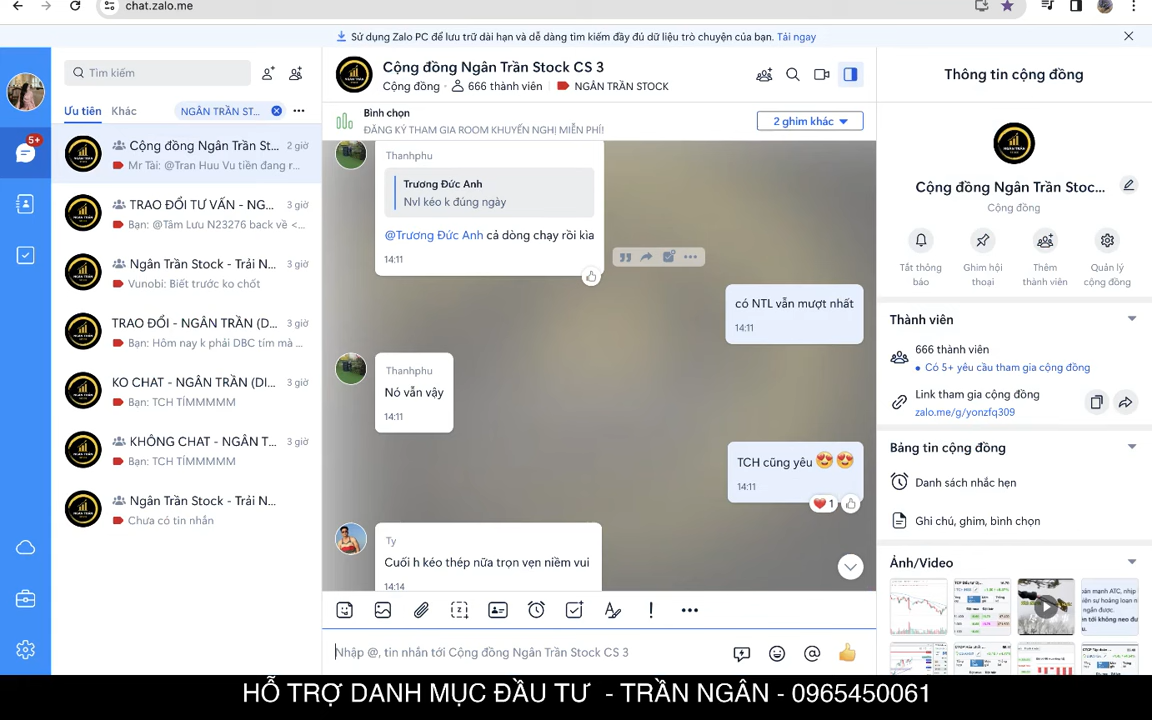 chat.zalo.me
Sử dụng Zalo PC để lưu trữ dài hạn và dễ dàng tìm kiếm đầy đủ dữ liệu trò chuyện của bạn. Tải ngay
Tìm kiếm
Ưu tiên
Khác
NGÂN TRẦN ST...
5+
Cộng đồng Ngân Trần St...
2 giờ
Mr Tài: @Tran Huu Vu tiền đang r...
TRAO ĐỔI TƯ VẤN - NG...
3 giờ
Bạn: @Tâm Lưu N23276 back về <...
Ngân Trần Stock - Trải N...
3 giờ
Vunobi: Biết trước ko chốt
TRAO ĐỔI - NGÂN TRẦN (D...
3 giờ
Bạn: Hôm nay k phải DBC tím mà ...
KO CHAT - NGÂN TRẦN (DI...
3 giờ
Bạn: TCH TÍMMMMM
KHÔNG CHAT - NGÂN T...
3 giờ
Bạn: TCH TÍMMMMM
Ngân Trần Stock - Trải N...
Chưa có tin nhắn
Cộng đồng Ngân Trần Stock CS 3
Cộng đồng
666 thành viên
NGÂN TRẦN STOCK
Bình chọn
ĐĂNG KÝ THAM GIA ROOM KHUYẾN NGHỊ MIỄN PHÍ!
2 ghim khác
Thanhphu
Trương Đức Anh
Nvl kéo k đúng ngày
@Trương Đức Anh cả dòng chạy rồi kìa
14:11
có NTL vẫn mượt nhất
14:11
Thanhphu
Nó vẫn vậy
14:11
TCH cũng yêu
14:11
1
Ty
Cuối h kéo thép nữa trọn vẹn niềm vui
14:14
Nhập @, tin nhắn tới Cộng đồng Ngân Trần Stock CS 3
Thông tin cộng đồng
Cộng đồng Ngân Trần Stoc...
Cộng đồng
Tắt thông báo
Ghim hội thoại
Thêm thành viên
Quản lý cộng đồng
Thành viên
666 thành viên
Có 5+ yêu cầu tham gia cộng đồng
Link tham gia cộng đồng
zalo.me/g/yonzfq309
Bảng tin cộng đồng
Danh sách nhắc hẹn
Ghi chú, ghim, bình chọn
Ảnh/Video
HỖ TRỢ DANH MỤC ĐẦU TƯ - TRẦN NGÂN - 0965450061